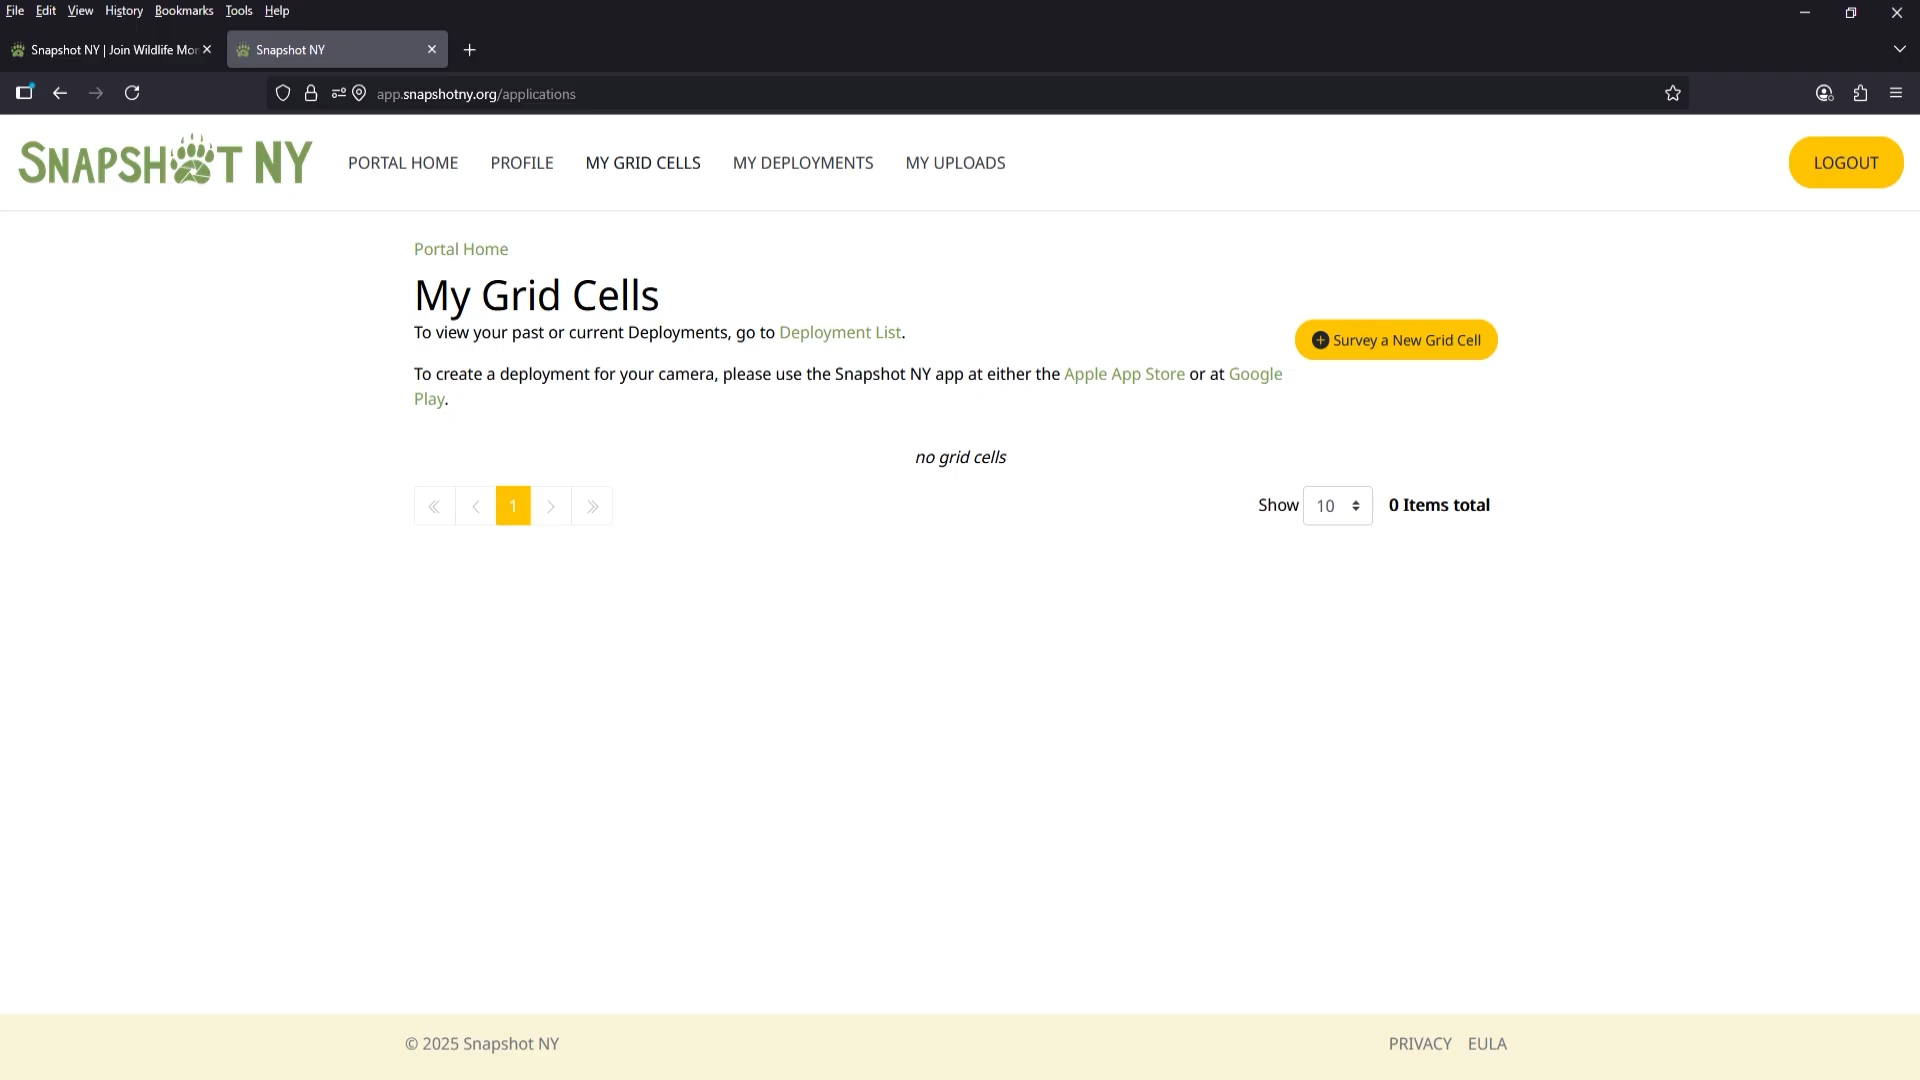 File Edit View History Bookmarks Tools Help
Snapshot NY | Join Wildlife Mor
Snapshot NY
app.snapshotny.org/applications
SNAPSHOT NY
PORTAL HOME PROFILE MY GRID CELLS MY DEPLOYMENTS MY UPLOADS LOGOUT
Portal Home
My Grid Cells
To view your past or current Deployments, go to Deployment List.
Survey a New Grid Cell
To create a deployment for your camera, please use the Snapshot NY app at either the Apple App Store or at Google
Play.
no grid cells
« ‹ 1 › » Show 10 0 Items total
© 2025 Snapshot NY PRIVACY EULA